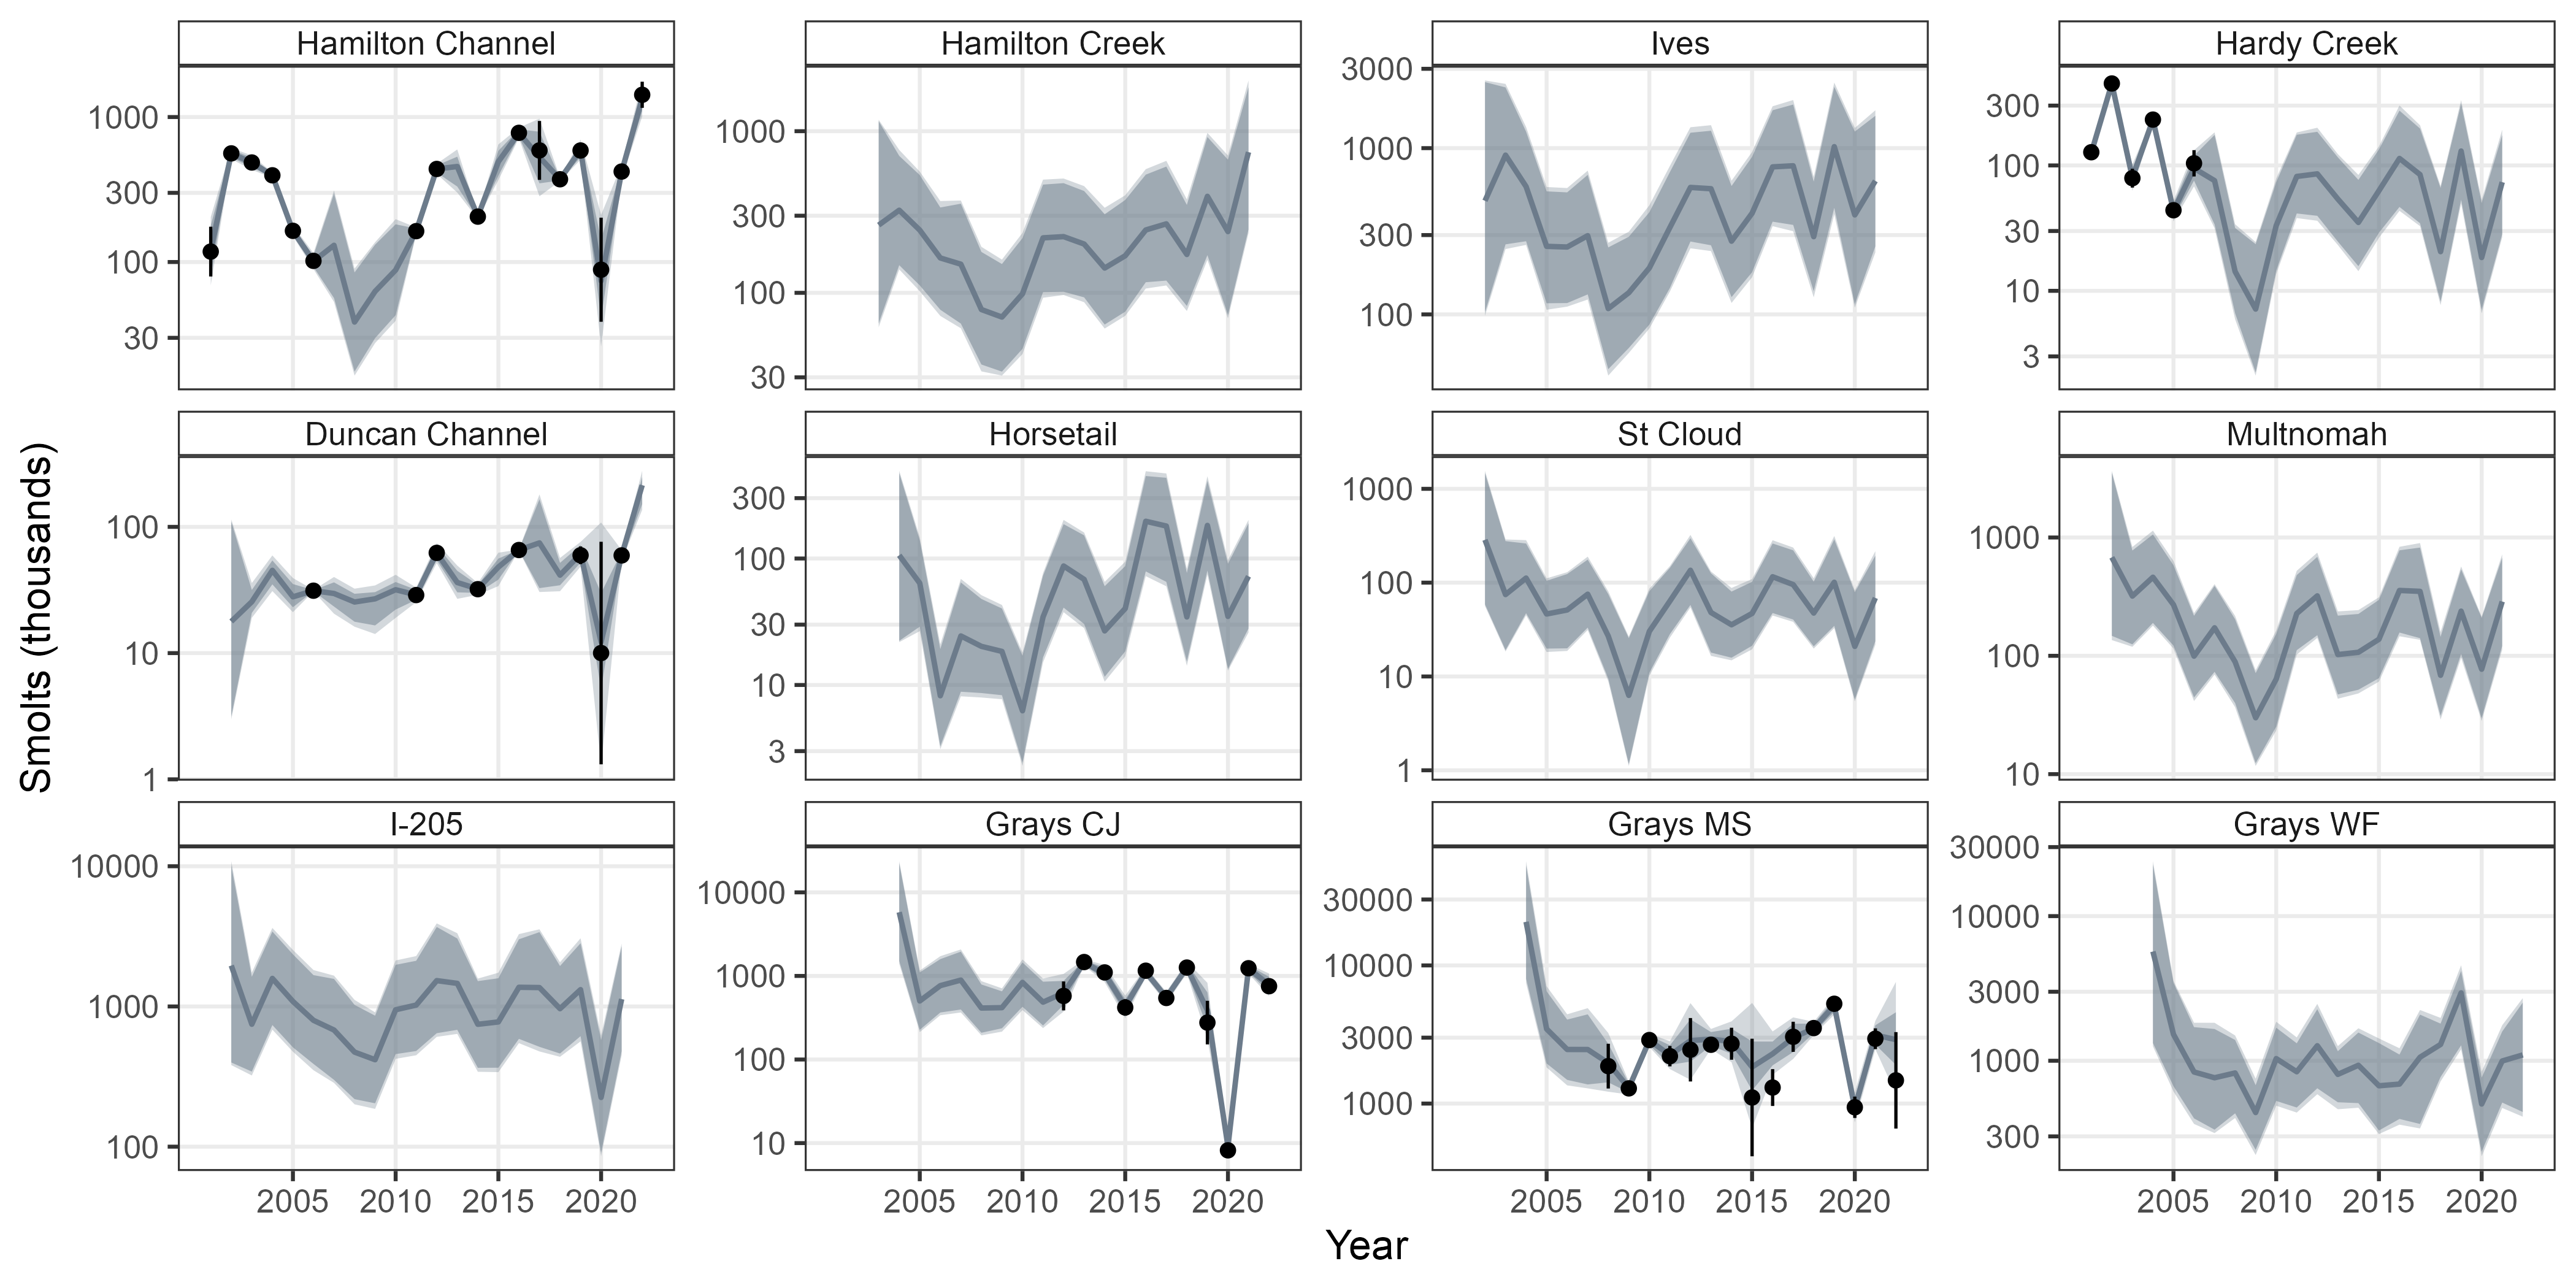 Hamilton Channel
Hamilton Creek
Ives
Hardy Creek
1000
300
100
30
1000
300
100
30
3000
1000
300
100
300
100
30
10
3
Duncan Channel
Horsetail
St Cloud
Multnomah
100
10
1
300
100
30
10
3
1000
100
10
1
1000
100
10
I-205
Grays CJ
Grays MS
Grays WF
10000
1000
100
10000
1000
100
10
30000
10000
3000
1000
30000
10000
3000
1000
300
2005 2010 2015 2020
2005 2010 2015 2020
2005 2010 2015 2020
2005 2010 2015 2020
Year
Smolts (thousands)